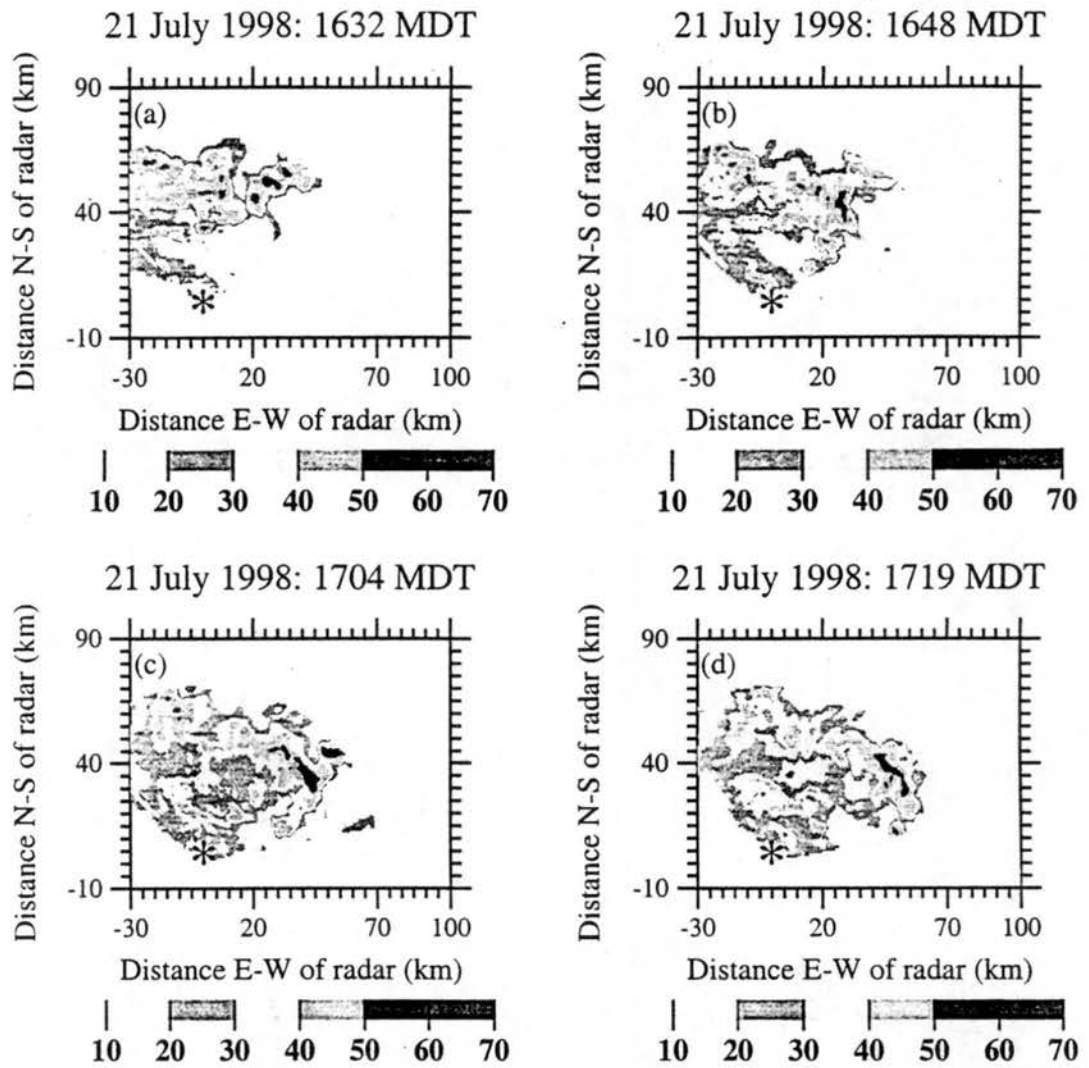 21 July 1998: 1632 MDT
Distance N-S of radar (km)
90
40
-10
(a)
*
-30 20 70 100
Distance E-W of radar (km)
10 20 30 40 50 60 70
21 July 1998: 1648 MDT
Distance N-S of radar (km)
90
40
-10
(b)
*
-30 20 70 100
Distance E-W of radar (km)
10 20 30 40 50 60 70
21 July 1998: 1704 MDT
Distance N-S of radar (km)
90
40
-10
(c)
*
-30 20 70 100
Distance E-W of radar (km)
10 20 30 40 50 60 70
21 July 1998: 1719 MDT
Distance N-S of radar (km)
90
40
-10
(d)
*
-30 20 70 100
Distance E-W of radar (km)
10 20 30 40 50 60 70